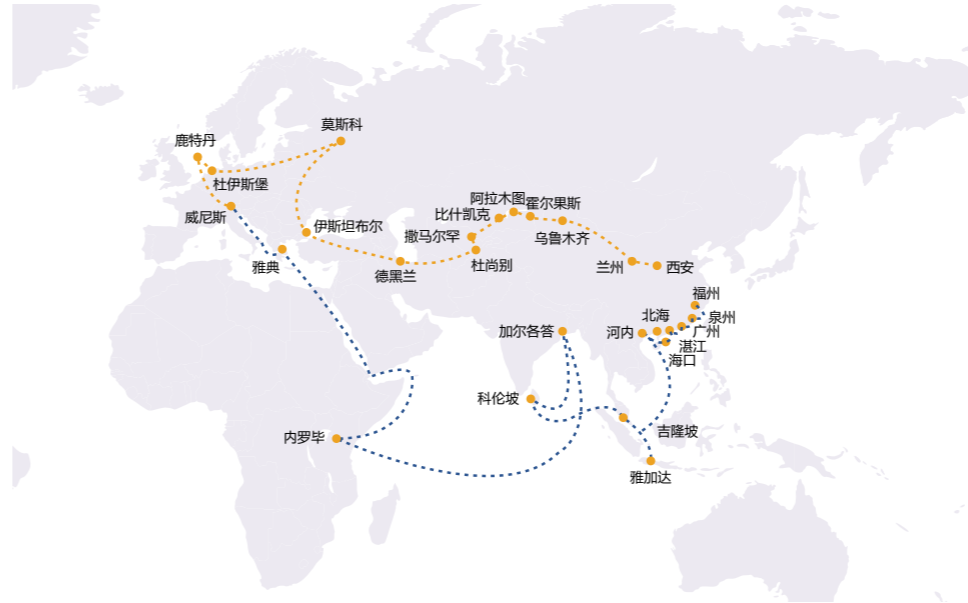 莫斯科
鹿特丹
杜伊斯堡
威尼斯
伊斯坦布尔
雅典
德黑兰
阿拉木图
霍尔果斯
比什凯克
撒马尔罕
乌鲁木齐
杜尚别
兰州
西安
福州
北海
泉州
加尔各答
河内
广州
湛江
海口
科伦坡
吉隆坡
内罗毕
雅加达